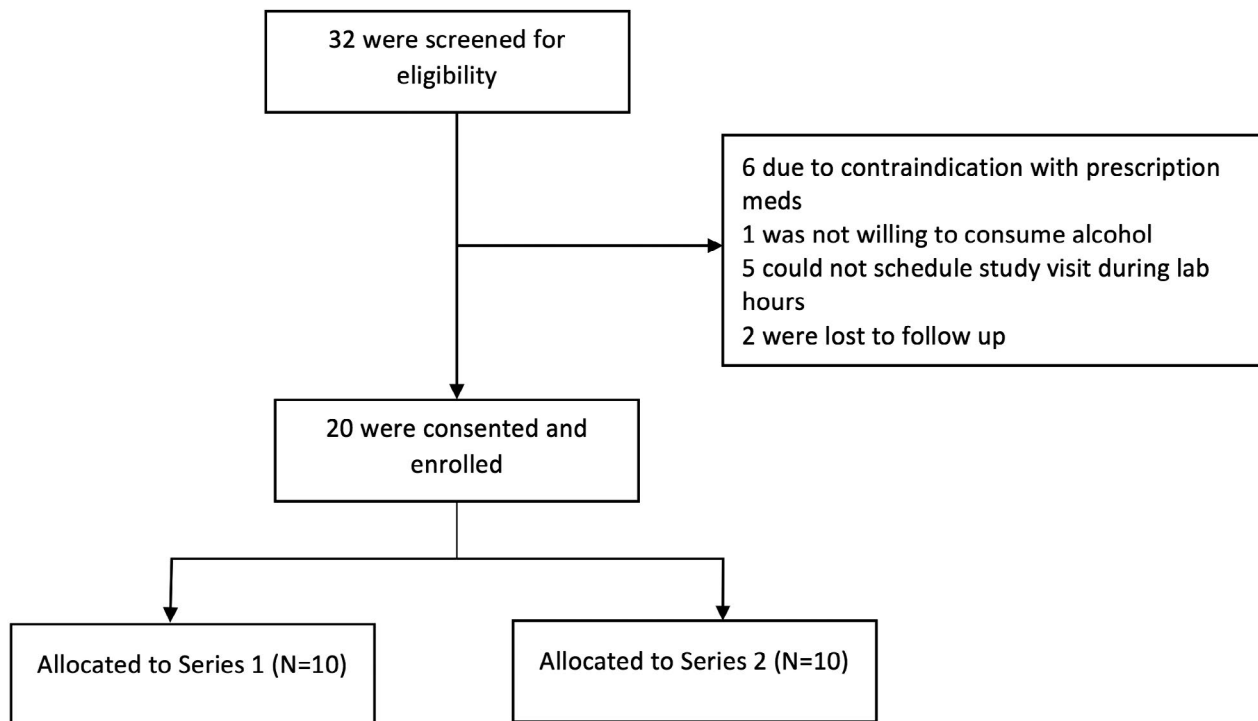 32 were screened for
eligibility
6 due to contraindication with prescription
meds
1 was not willing to consume alcohol
5 could not schedule study visit during lab
hours
2 were lost to follow up
20 were consented and
enrolled
Allocated to Series 1 (N=10)
Allocated to Series 2 (N=10)